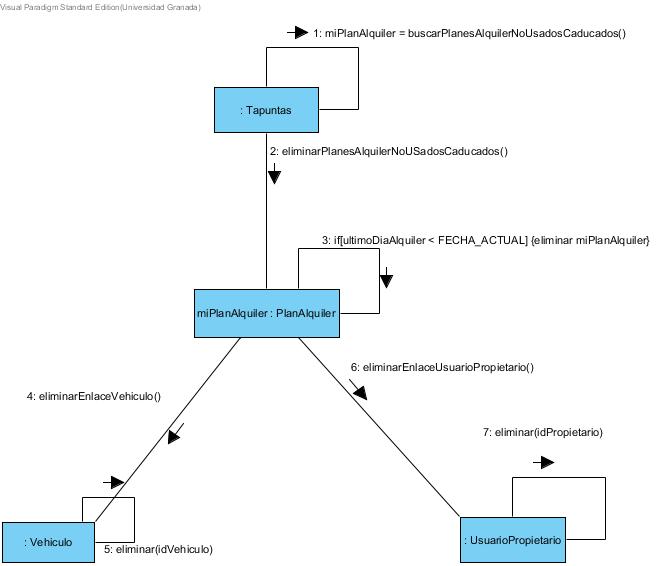 Visual Paradigm Standard Edition(Universidad Granada)
1: miPlanAlquiler = buscarPlanesAlquilerNoUsadosCaducados()
: Tapuntas
2: eliminarPlanesAlquilerNoUSadosCaducados()
3: if[ultimoDiaAlquiler < FECHA_ACTUAL] {eliminar miPlanAlquiler}
miPlanAlquiler : PlanAlquiler
6: eliminarEnlaceUsuarioPropietario()
4: eliminarEnlaceVehiculo()
7: eliminar(idPropietario)
: Vehiculo
: UsuarioPropietario
5: eliminar(idVehiculo)